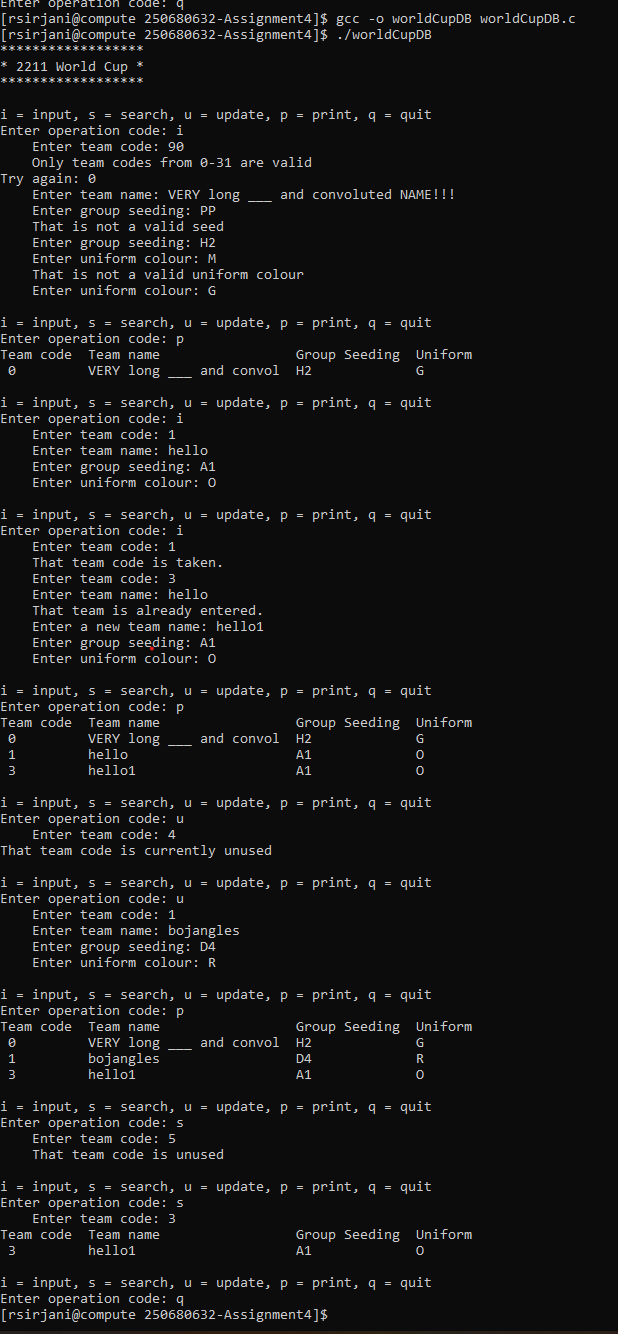 Enter operation code: q
[rsirjani@compute 250680632-Assignment4]$ gcc -o worldCupDB worldCupDB.c
[rsirjani@compute 250680632-Assignment4]$ ./worldCupDB
******************
* 2211 World Cup *
******************

i = input, s = search, u = update, p = print, q = quit
Enter operation code: i
    Enter team code: 90
    Only team codes from 0-31 are valid
Try again: 0
    Enter team name: VERY long ___ and convoluted NAME!!!
    Enter group seeding: PP
    That is not a valid seed
    Enter group seeding: H2
    Enter uniform colour: M
    That is not a valid uniform colour
    Enter uniform colour: G

i = input, s = search, u = update, p = print, q = quit
Enter operation code: p
Team code  Team name                 Group Seeding  Uniform
 0         VERY long ___ and convol  H2             G

i = input, s = search, u = update, p = print, q = quit
Enter operation code: i
    Enter team code: 1
    Enter team name: hello
    Enter group seeding: A1
    Enter uniform colour: O

i = input, s = search, u = update, p = print, q = quit
Enter operation code: i
    Enter team code: 1
    That team code is taken.
    Enter team code: 3
    Enter team name: hello
    That team is already entered.
    Enter a new team name: hello1
    Enter group seeding: A1
    Enter uniform colour: O

i = input, s = search, u = update, p = print, q = quit
Enter operation code: p
Team code  Team name                 Group Seeding  Uniform
 0         VERY long ___ and convol  H2             G
 1         hello                     A1             O
 3         hello1                    A1             O

i = input, s = search, u = update, p = print, q = quit
Enter operation code: u
    Enter team code: 4
That team code is currently unused

i = input, s = search, u = update, p = print, q = quit
Enter operation code: u
    Enter team code: 1
    Enter team name: bojangles
    Enter group seeding: D4
    Enter uniform colour: R

i = input, s = search, u = update, p = print, q = quit
Enter operation code: p
Team code  Team name                 Group Seeding  Uniform
 0         VERY long ___ and convol  H2             G
 1         bojangles                 D4             R
 3         hello1                    A1             O

i = input, s = search, u = update, p = print, q = quit
Enter operation code: s
    Enter team code: 5
    That team code is unused

i = input, s = search, u = update, p = print, q = quit
Enter operation code: s
    Enter team code: 3
Team code  Team name                 Group Seeding  Uniform
 3         hello1                    A1             O

i = input, s = search, u = update, p = print, q = quit
Enter operation code: q
[rsirjani@compute 250680632-Assignment4]$